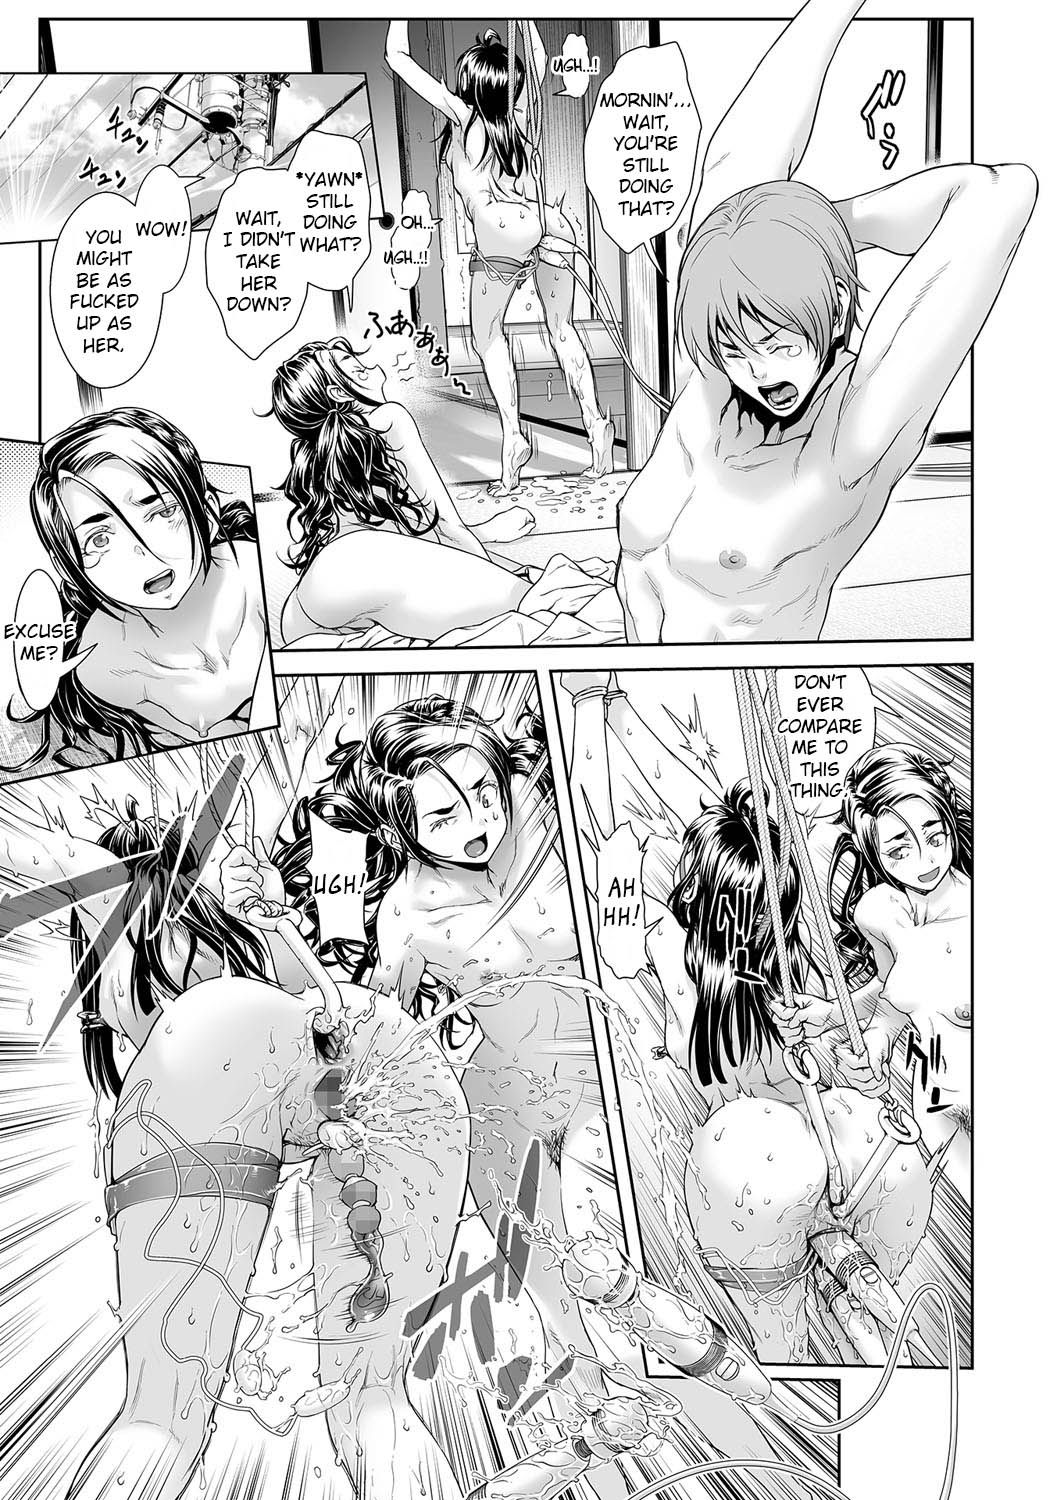 MORNIN'...
WAIT,
YOU'RE
STILL
DOING
THAT?
UGH..!
*YAWN*
STILL
DOING
WHAT?
OH...
UGH..!!
ふあぁぁぁ～
WAIT,
I DIDN'T
TAKE
HER
DOWN?
WOW!
YOU
MIGHT
BE AS
FUCKED
UP AS
HER.
EXCUSE
ME?
DON'T
EVER
COMPARE
ME TO
THIS
THING.
AH
HH!
UGH!